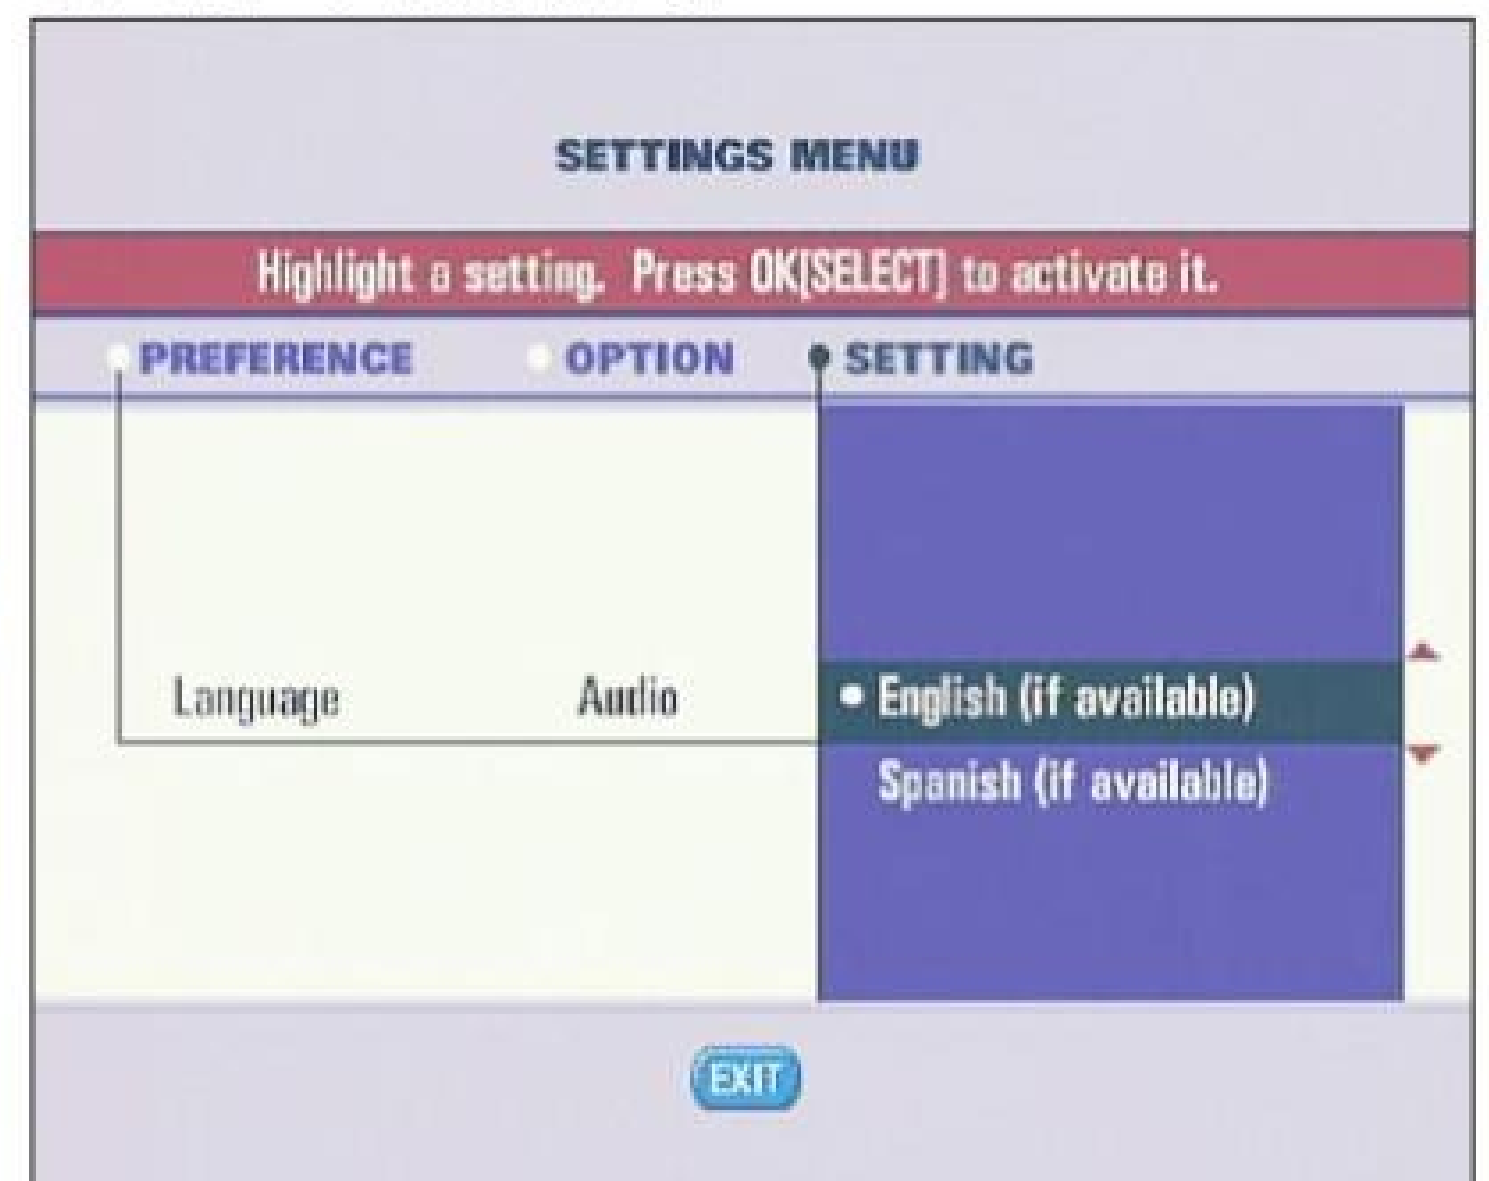 SETTINGS MENU
Highlight a setting. Press OK[SELECT] to activate it.
PREFERENCE OPTION SETTING
Language Audio English (if available)
Spanish (if available)
EXIT